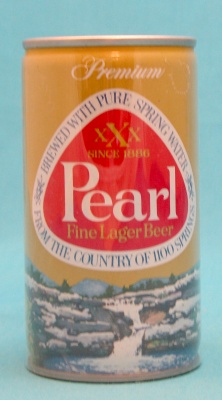 Premium
BREWED WITH PURE SPRING WATER
XXX
SINCE 1886
Pearl
Fine Lager Beer
FROM THE COUNTRY OF 1100 SPRINGS